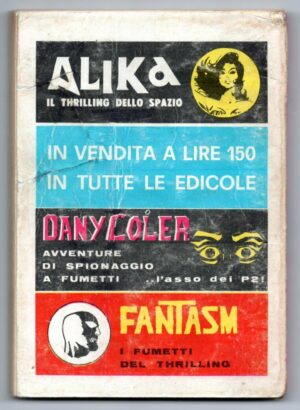 ALIKA
IL THRILLING DELLO SPAZIO
IN VENDITA A LIRE 150
IN TUTTE LE EDICOLE
DANY COLER
AVVENTURE
DI SPIONAGGIO
A FUMETTI ..l'asso dei P2!
FANTASM
I FUMETTI
DEL THRILLING